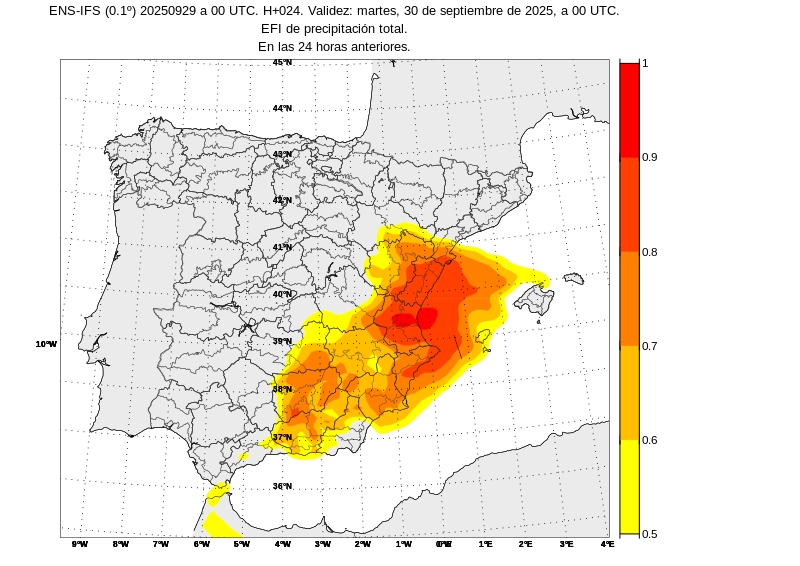 ENS-IFS (0.1º) 20250929 a 00 UTC. H+024. Validez: martes, 30 de septiembre de 2025, a 00 UTC.
EFI de precipitación total.
En las 24 horas anteriores.
45°N
44°N
43°N
42°N
41°N
40°N
39°N
38°N
37°N
36°N
10°W
9°W 8°W 7°W 6°W 5°W 4°W 3°W 2°W 1°W 1°E 2°E 3°E 4°E
1
0.9
0.8
0.7
0.6
0.5